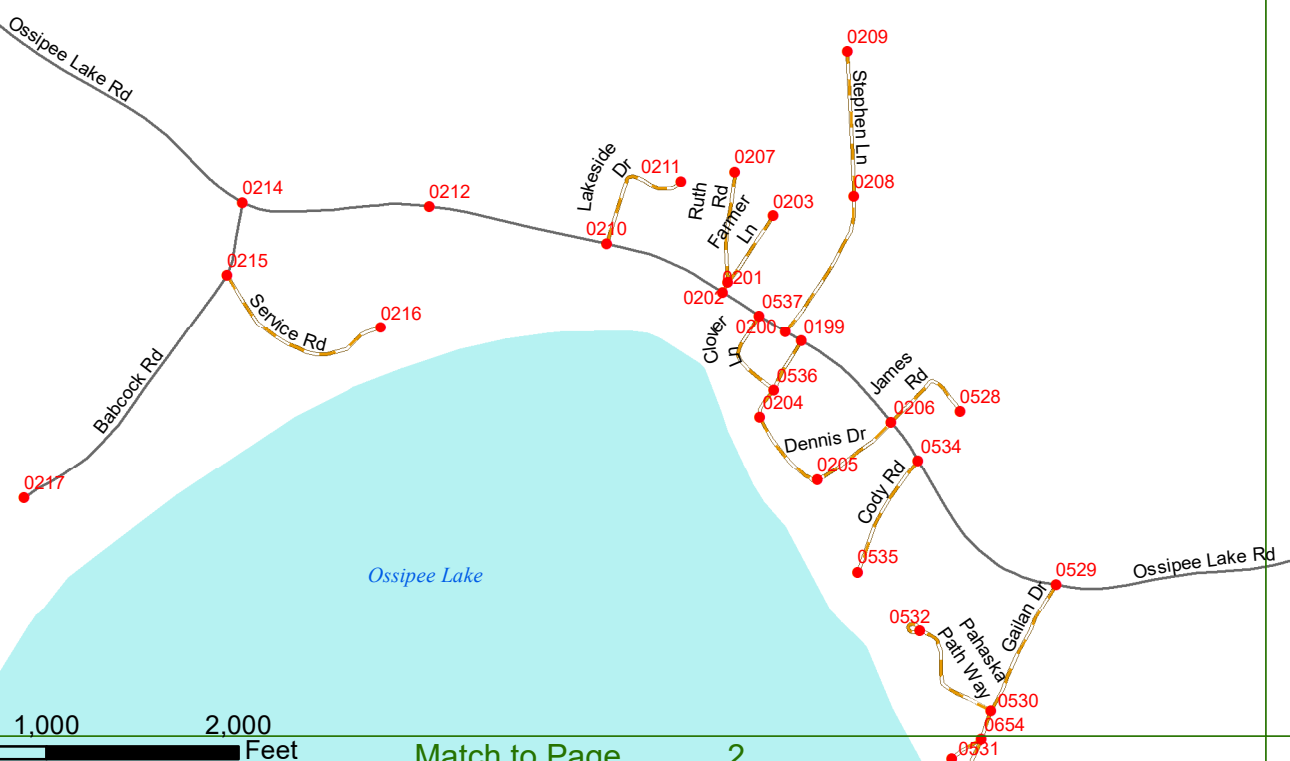 Ossipee Lake Rd
0209
Stephen Ln
0208
0214
0212
Lakeside
Dr
0211
0210
0207
Ruth
Rd
0203
Farmer
Ln
0201
0202
0215
Service Rd
0216
Babcock Rd
0217
0537
0200
0199
Clover
Ln
0536
0204
James
Rd
0528
0206
Dennis Dr
0205
0534
Cody Rd
0535
Ossipee Lake
0529
Ossipee Lake Rd
Gailan Dr
0532
Pahaska
Path Way
0530
0654
0531
1,000
2,000
Feet
Match to Page
2